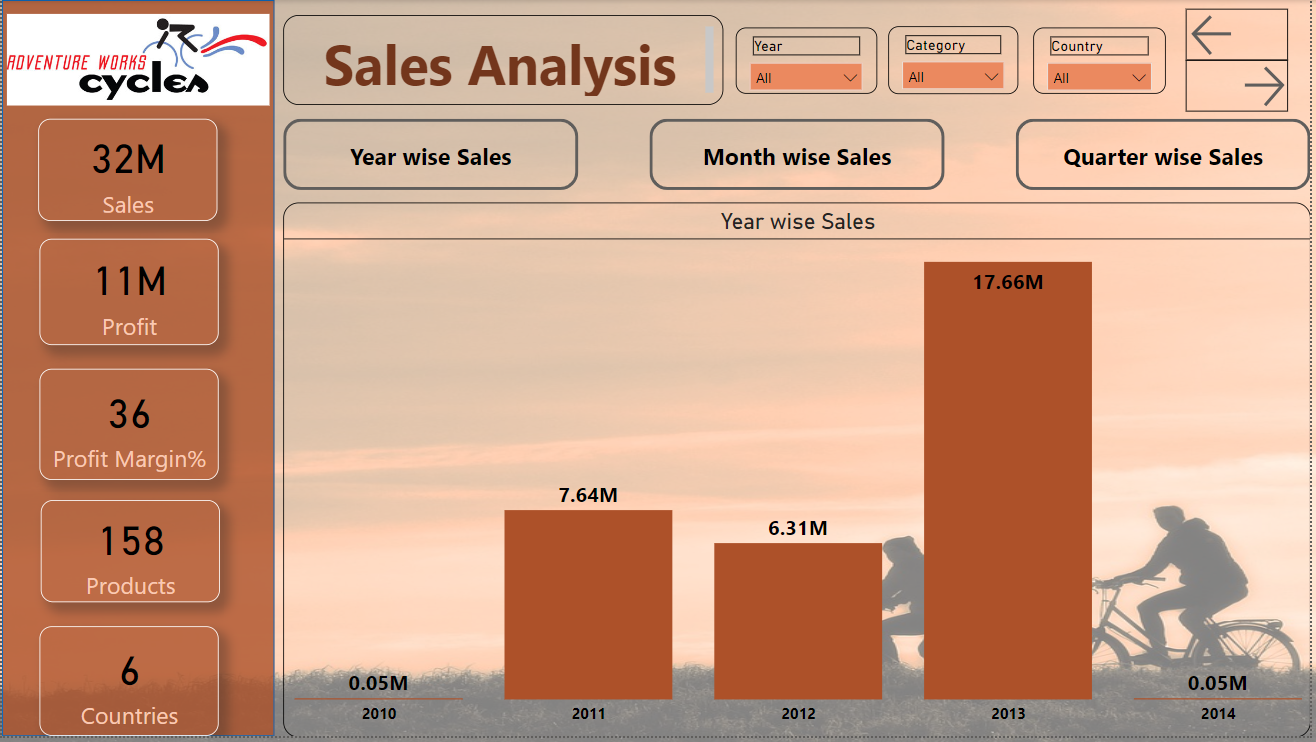 ADVENTURE WORKS
cycles
Sales Analysis
Year
All
Category
All
Country
All
32M
Sales
11M
Profit
36
Profit Margin%
158
Products
6
Countries
Year wise Sales
Month wise Sales
Quarter wise Sales
Year wise Sales
17.66M
7.64M
6.31M
0.05M
0.05M
2010
2011
2012
2013
2014